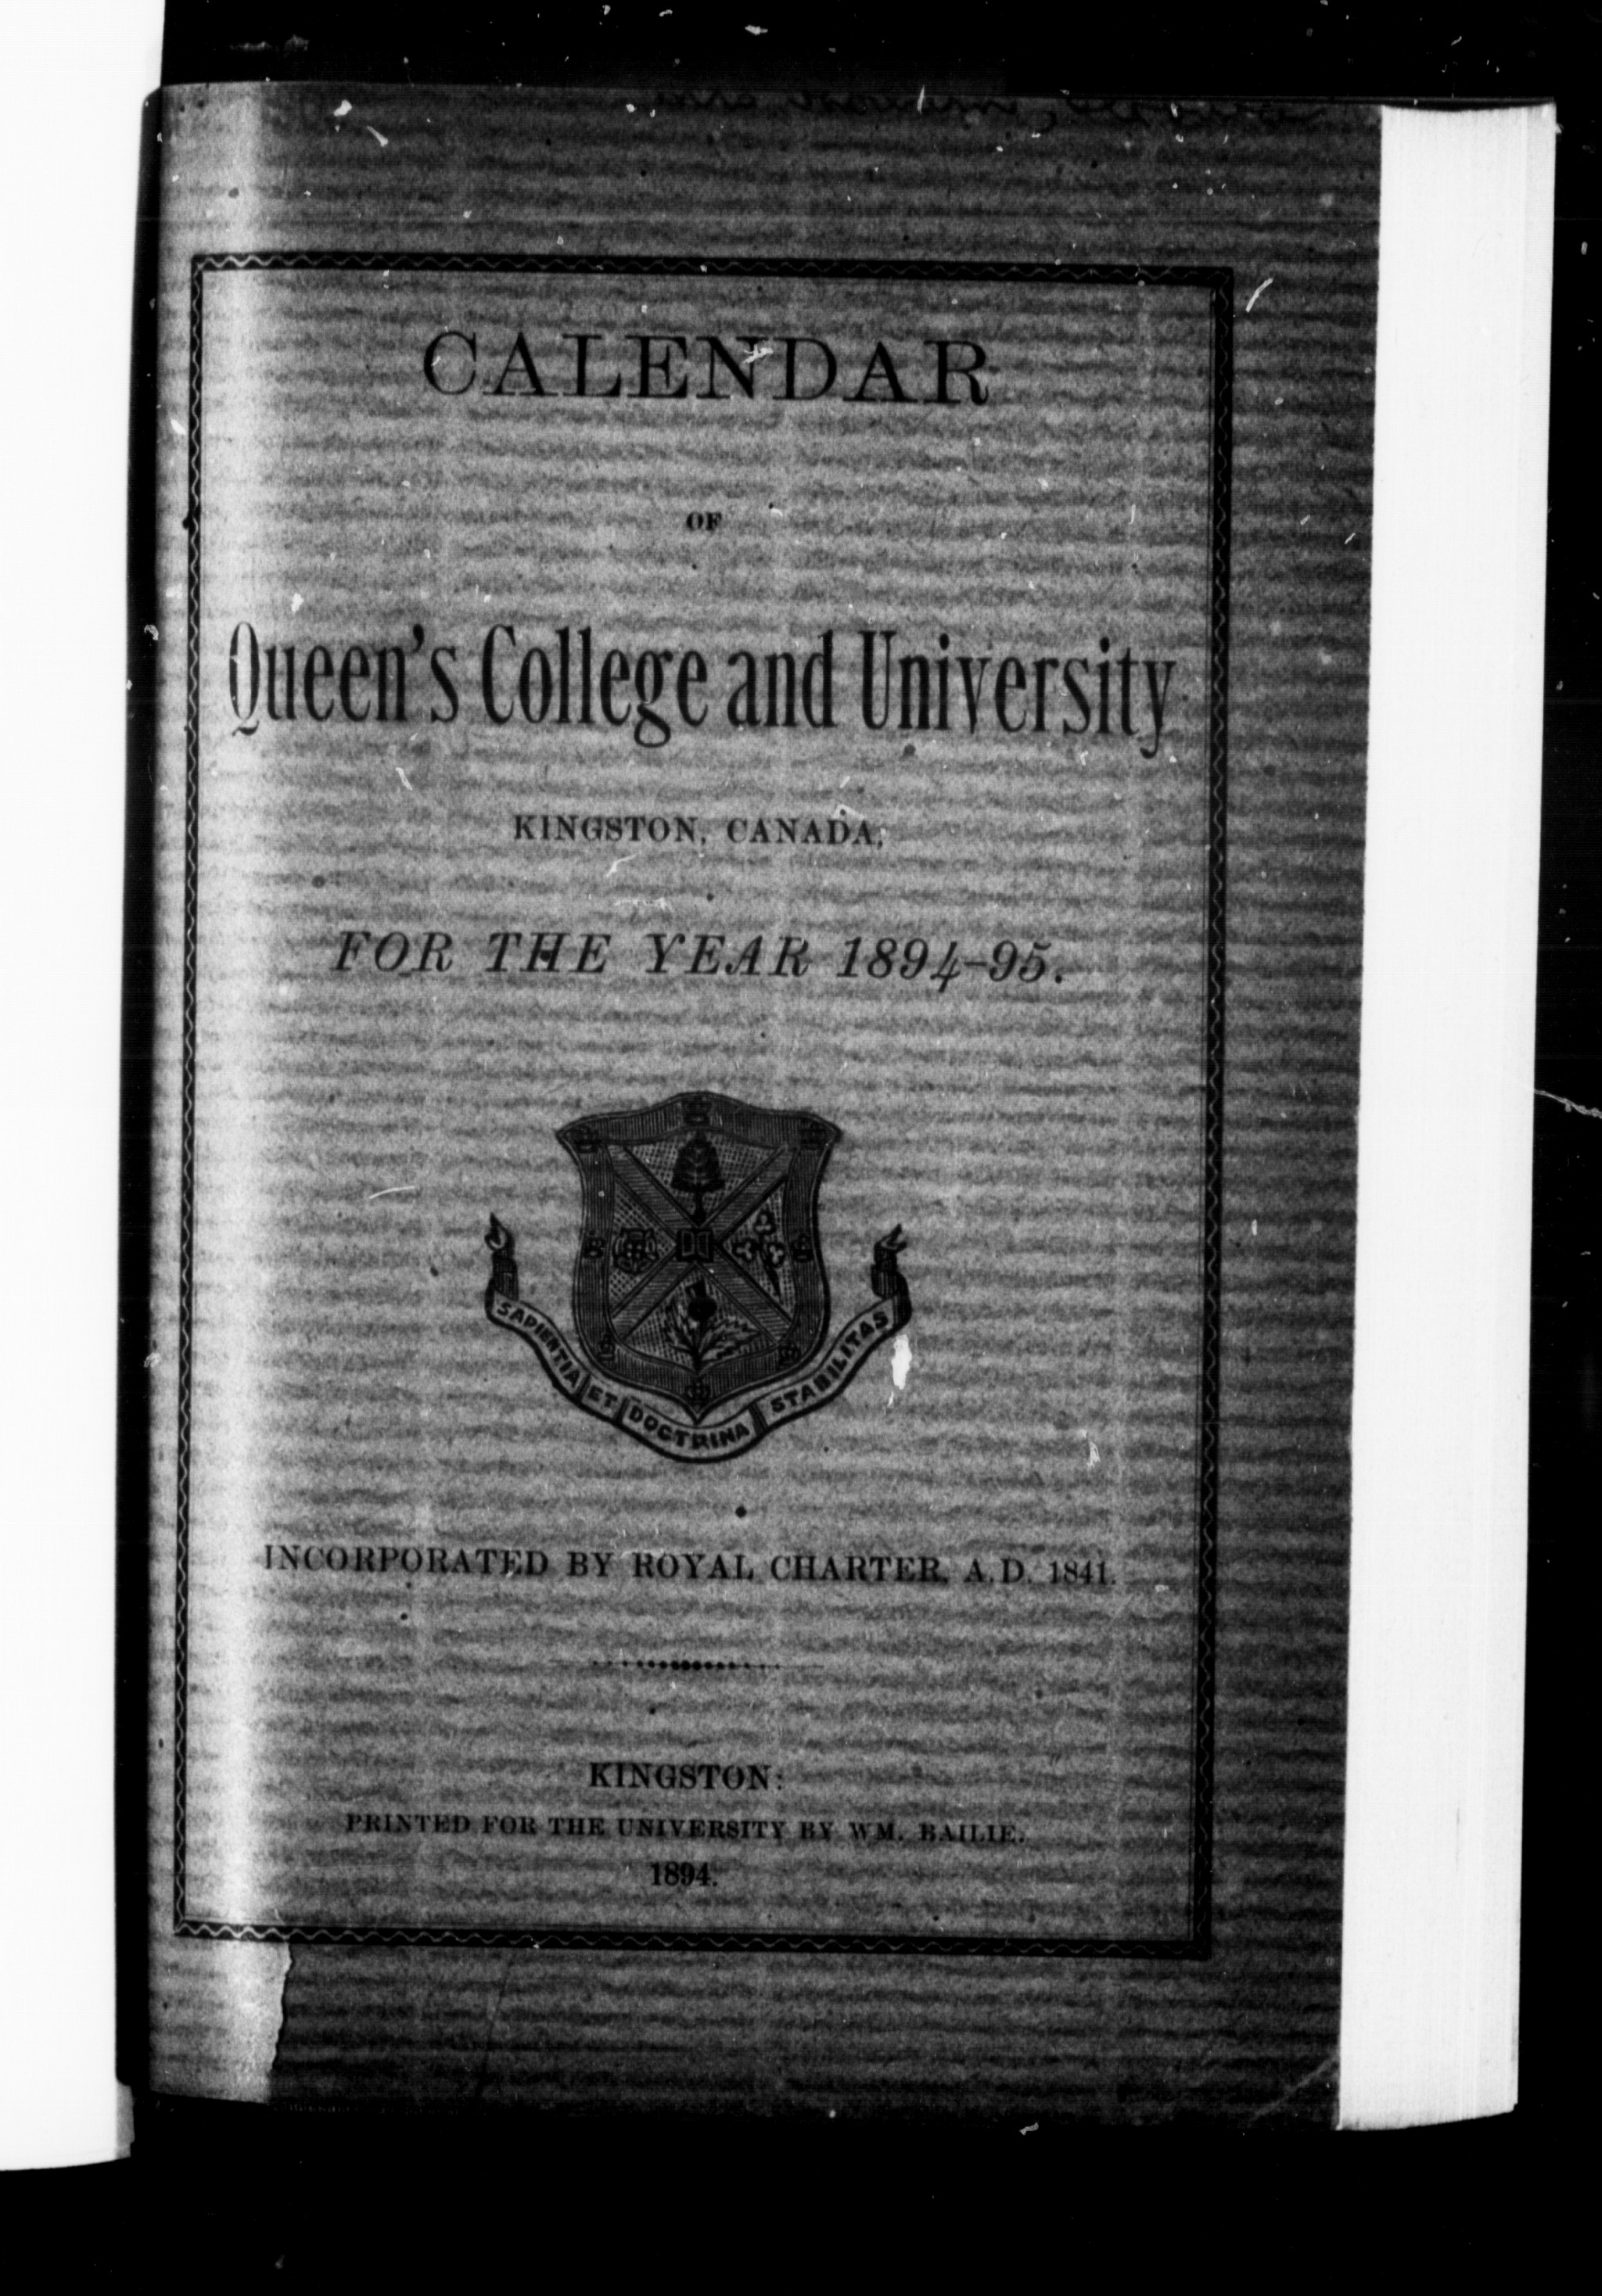 CALENDAR
OF
Queen's College and University
KINGSTON, CANADA,
FOR THE YEAR 1894-95.
SAPIENTIA ET DOCTRINA STABILITAS
INCORPORATED BY ROYAL CHARTER, A.D. 1841.
KINGSTON:
PRINTED FOR THE UNIVERSITY BY WM. BAILIE.
1894.